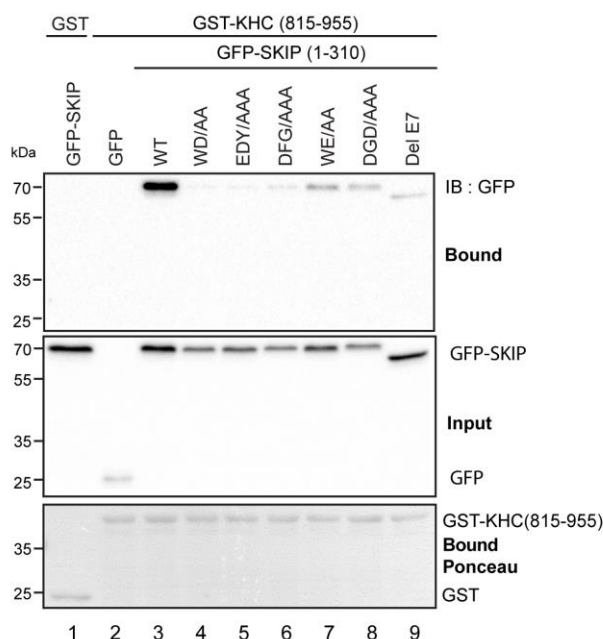 GST GST-KHC (815-955)
GFP-SKIP (1-310)
kDa GFP-SKIP GFP WT WD/AA EDY/AAA DFG/AAA WE/AA DGD/AAA Del E7
70 IB : GFP
55
Bound
35
25
70 GFP-SKIP
55
Input
35
25 GFP
GST-KHC(815-955)
35 Bound
Ponceau
25 GST
1 2 3 4 5 6 7 8 9